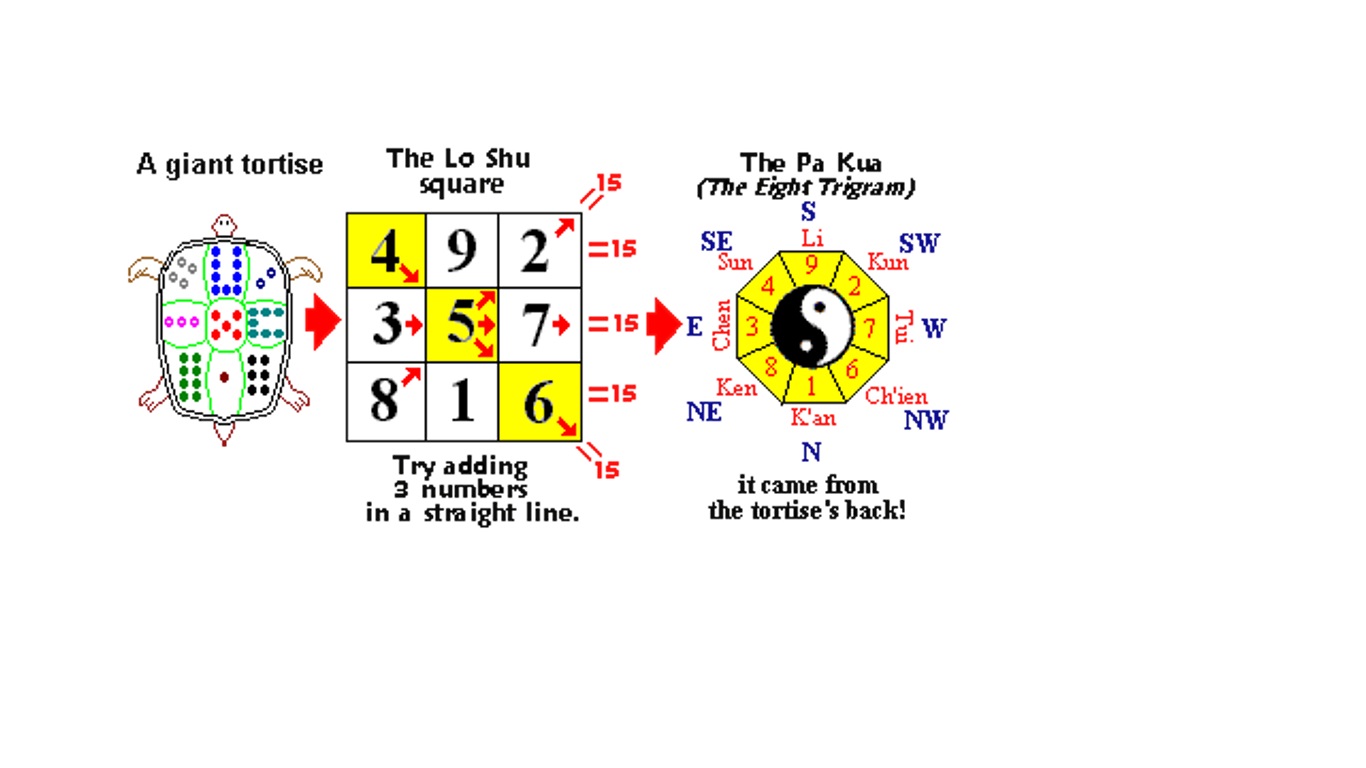 A giant tortise
The Lo Shu
square
4 9 2
3 5 7
8 1 6
=15
=15
=15
=15
=15
Try adding
3 numbers
in a straight line.
The Pa Kua
(The Eight Trigram)
S
SE
SW
Li
Sun
Kun
9
4
2
E
Chen
3
7
Tui
W
8
6
1
Ken
Ch'ien
K'an
NE
NW
N
it came from
the tortise's back!